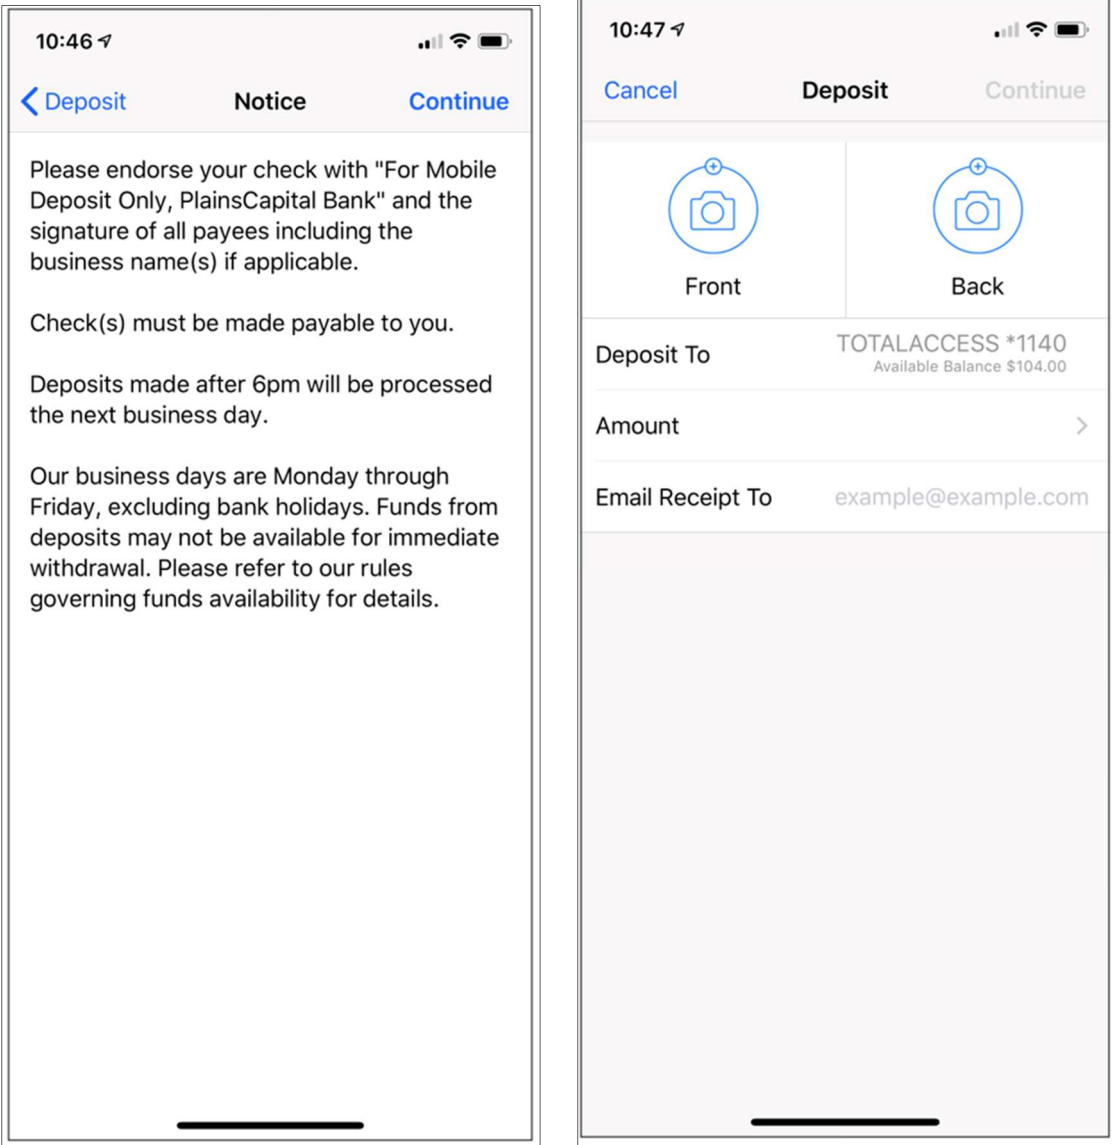 10:46
Deposit
Notice
Continue
Please endorse your check with "For Mobile
Deposit Only, PlainsCapital Bank" and the
signature of all payees including the
business name(s) if applicable.
Check(s) must be made payable to you.
Deposits made after 6pm will be processed
the next business day.
Our business days are Monday through
Friday, excluding bank holidays. Funds from
deposits may not be available for immediate
withdrawal. Please refer to our rules
governing funds availability for details.
10:47
Cancel
Deposit
Continue
Front
Back
Deposit To
TOTALACCESS *1140
Available Balance $104.00
Amount
Email Receipt To
example@example.com